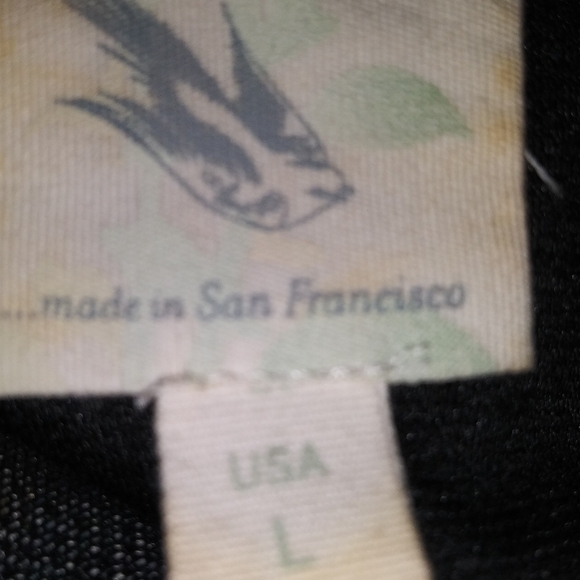 ...made in San Francisco
USA
L